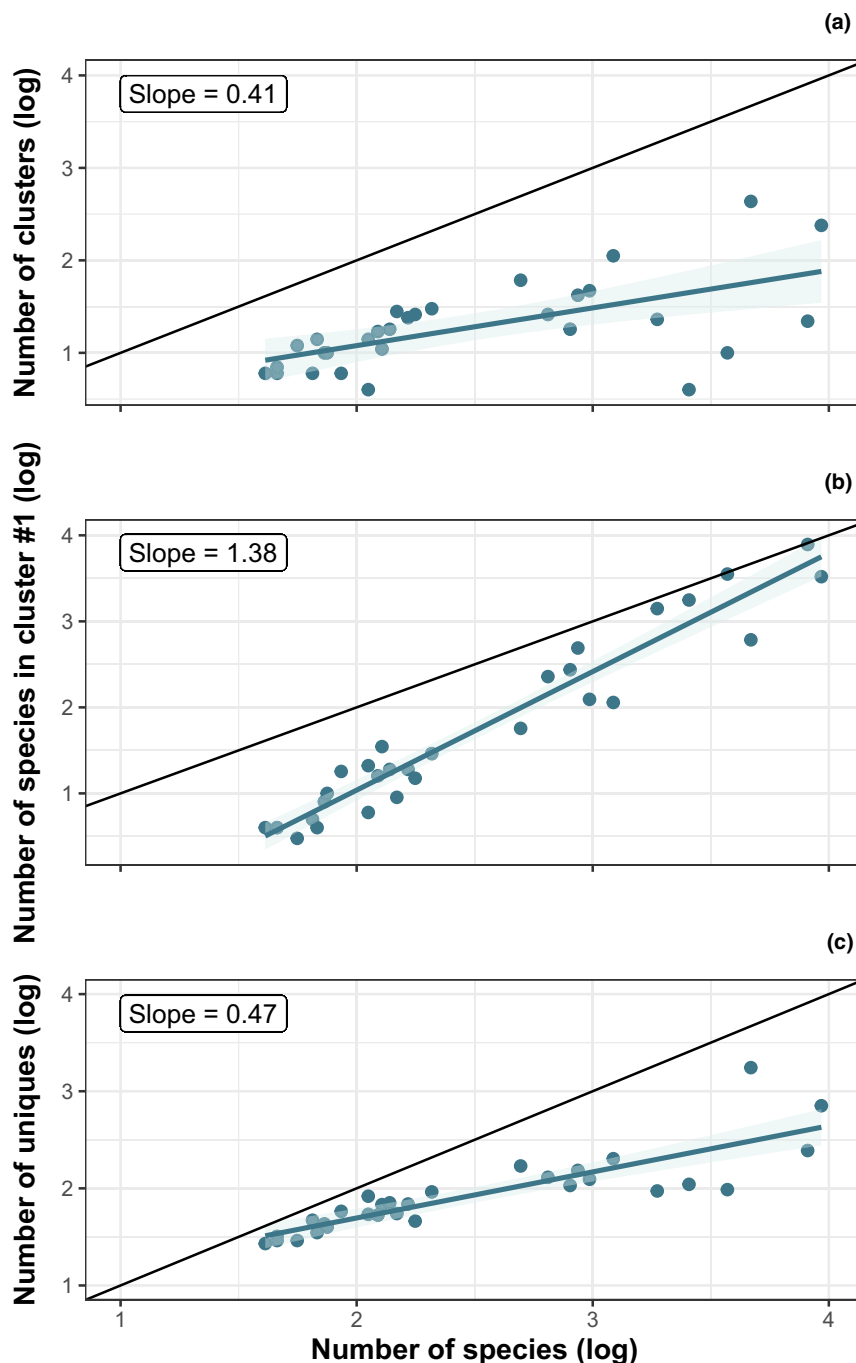 (a)
Number of clusters (log)
4
3
2
1
Slope = 0.41
(b)
Number of species in cluster #1 (log)
4
3
2
1
Slope = 1.38
(c)
Number of uniques (log)
4
3
2
1
Slope = 0.47
1 2 3 4
Number of species (log)